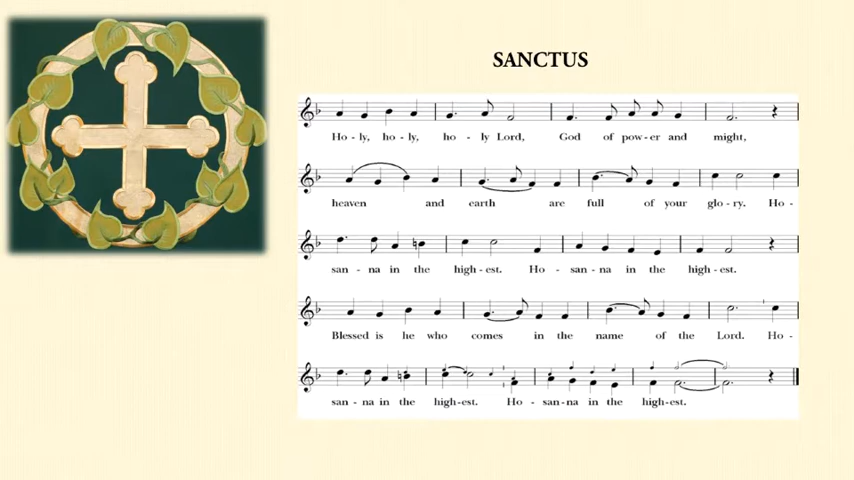 SANCTUS
Ho - ly, ho - ly, ho - ly Lord, God of pow - er and might,
heaven and earth are full of your glo - ry. Ho -
san - na in the high - est. Ho - san - na in the high - est.
Blessed is he who comes in the name of the Lord. Ho -
san - na in the high - est. Ho - san - na in the high - est.